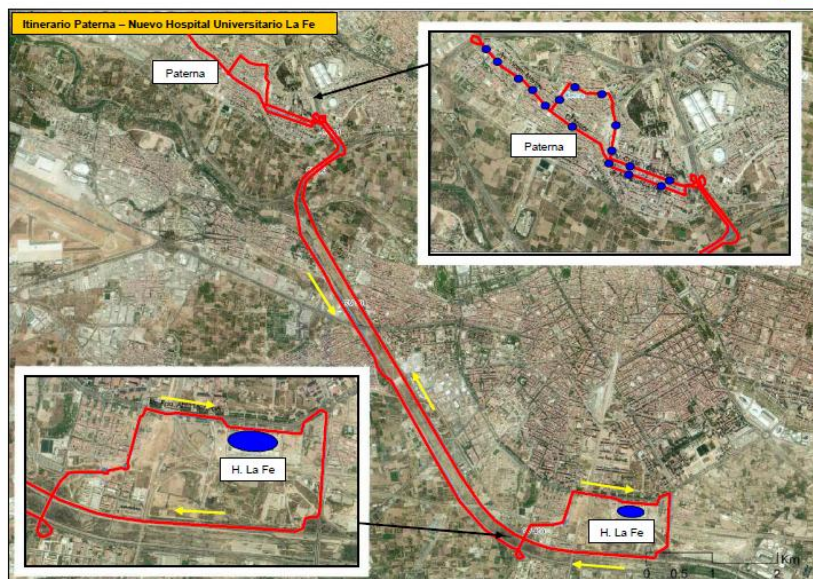 Itinerario Paterna – Nuevo Hospital Universitario La Fe
Paterna
Paterna
H. La Fe
H. La Fe
0 0.5 1 2 Km